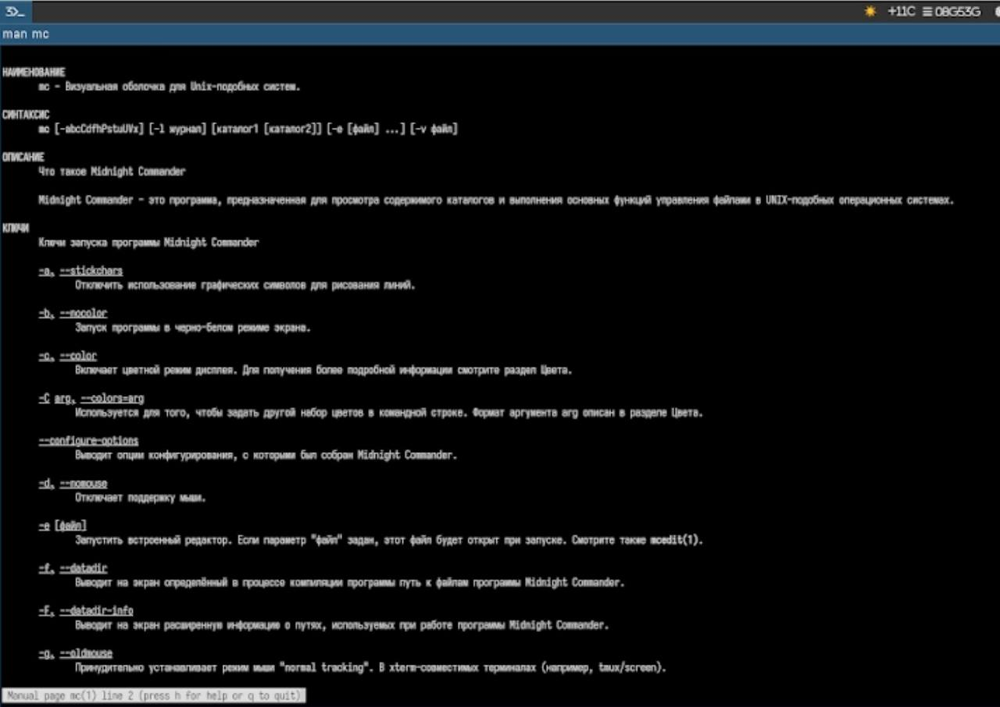 3>_ +11C 08G53G
man mc
НАИМЕНОВАНИЕ
mc - Визуальная оболочка для Unix-подобных систем.
СИНТАКСИС
mc [-abcCdfhPstuUVx] [-l журнал] [каталог1 [каталог2]] [-e [файл] ...] [-v файл]
ОПИСАНИЕ
Что такое Midnight Commander
Midnight Commander - это программа, предназначенная для просмотра содержимого каталогов и выполнения основных функций управления файлами в UNIX-подобных операционных системах.
КЛЮЧИ
Ключи запуска программы Midnight Commander
-a, --stickchars
Отключить использование графических символов для рисования линий.
-b, --nocolor
Запуск программы в черно-белом режиме экрана.
-c, --color
Включает цветной режим дисплея. Для получения более подробной информации смотрите раздел Цвета.
-C arg, --colors=arg
Используется для того, чтобы задать другой набор цветов в командной строке. Формат аргумента arg описан в разделе Цвета.
--configure-options
Выводит опции конфигурирования, с которыми был собран Midnight Commander.
-d, --nomouse
Отключает поддержку мыши.
-e [файл]
Запустить встроенный редактор. Если параметр "файл" задан, этот файл будет открыт при запуске. Смотрите также mcedit(1).
-f, --datadir
Выводит на экран определённый в процессе компиляции программы путь к файлам программы Midnight Commander.
-F, --datadir-info
Выводит на экран расширенную информацию о путях, используемых при работе программы Midnight Commander.
-g, --oldmouse
Принудительно устанавливает режим мыши "normal tracking". В xterm-совместимых терминалах (например, tmux/screen).
Manual page mc(1) line 2 (press h for help or q to quit)